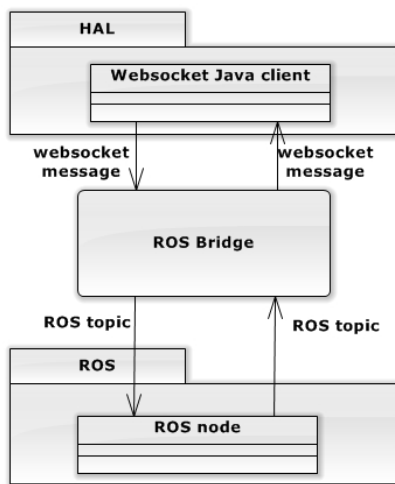 HAL
Websocket Java client
websocket
message
websocket
message
ROS Bridge
ROS topic
ROS topic
ROS
ROS node